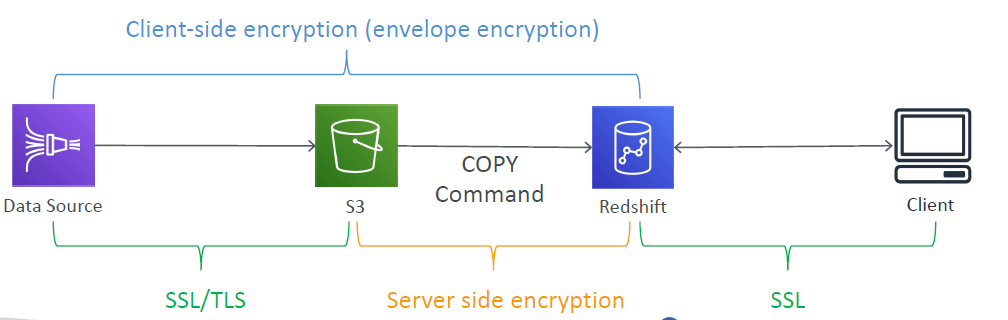 Client-side encryption (envelope encryption)
COPY
Command
Data Source
S3
Redshift
Client
SSL/TLS
Server side encryption
SSL